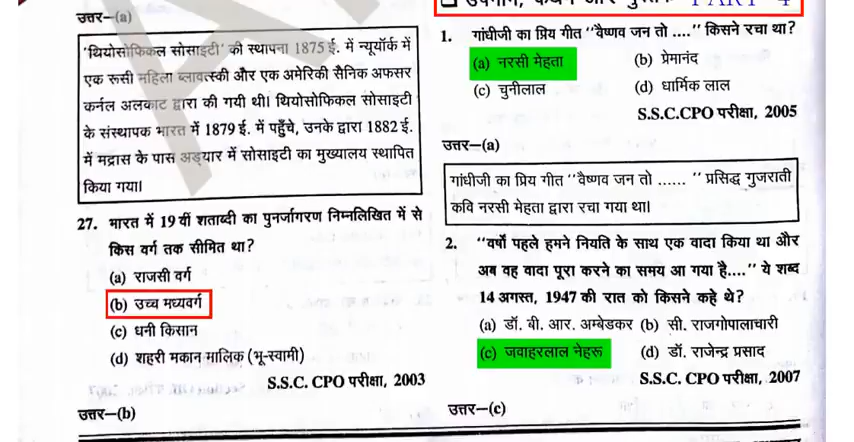 उत्तर–(a)
'थियोसोफिकल सोसाइटी' की स्थापना 1875 ई. में न्यूयॉर्क में
एक रूसी महिला ब्लावत्स्की और एक अमेरिकी सैनिक अफसर
कर्नल अलकाट द्वारा की गयी थी। थियोसोफिकल सोसाइटी
के संस्थापक भारत में 1879 ई. में पहुँचे, उनके द्वारा 1882 ई.
में मद्रास के पास अड्यार में सोसाइटी का मुख्यालय स्थापित
किया गया।
27. भारत में 19 वीं शताब्दी का पुनर्जागरण निम्नलिखित में से
किस वर्ग तक सीमित था?
(a) राजसी वर्ग
(b) उच्च मध्यवर्ग
(c) धनी किसान
(d) शहरी मकान मालिक (भू-स्वामी)
S.S.C. CPO परीक्षा, 2003
उत्तर–(b)
1. गांधीजी का प्रिय गीत "वैष्णव जन तो ...." किसने रचा था?
(a) नरसी मेहता (b) प्रेमानंद
(c) चुनीलाल (d) धार्मिक लाल
S.S.C.CPO परीक्षा, 2005
उत्तर–(a)
गांधीजी का प्रिय गीत "वैष्णव जन तो ...... " प्रसिद्ध गुजराती
कवि नरसी मेहता द्वारा रचा गया था।
2. "वर्षों पहले हमने नियति के साथ एक वादा किया था और
अब वह वादा पूरा करने का समय आ गया है...." ये शब्द
14 अगस्त, 1947 की रात को किसने कहे थे?
(a) डॉ. बी. आर. अम्बेडकर (b) सी. राजगोपालाचारी
(c) जवाहरलाल नेहरू (d) डॉ. राजेन्द्र प्रसाद
S.S.C. CPO परीक्षा, 2007
उत्तर–(c)